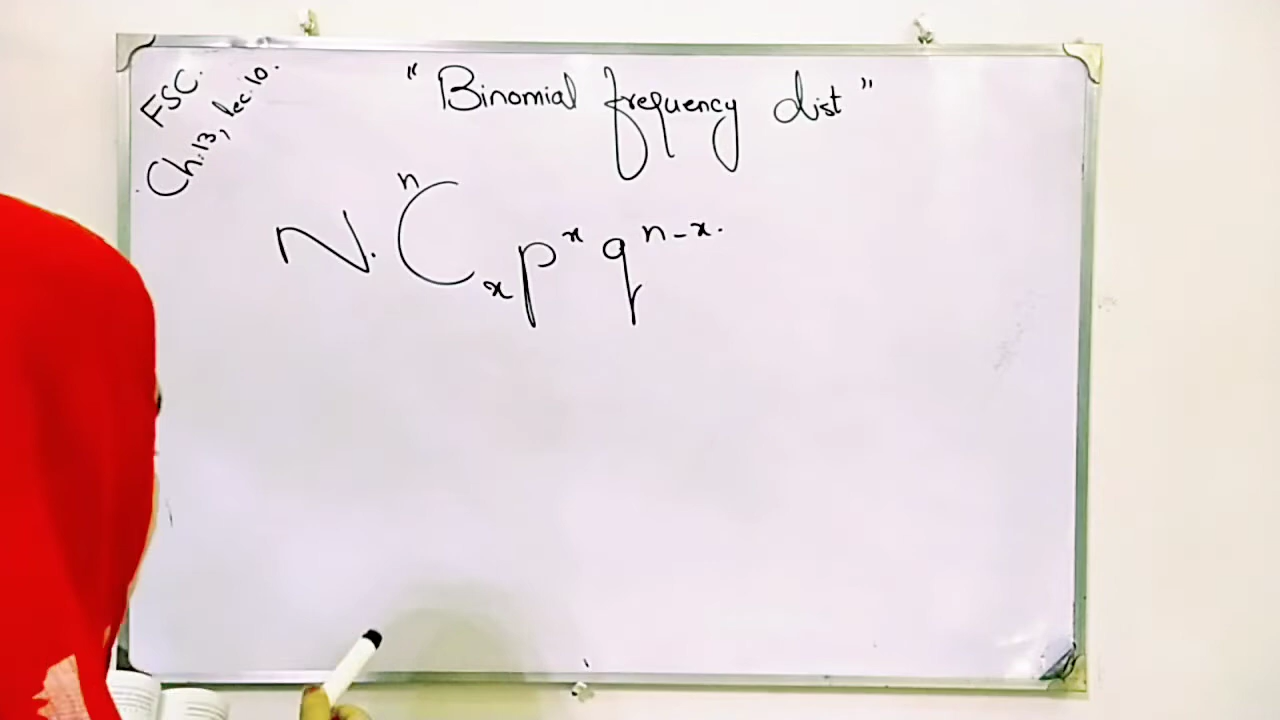 FSC.
Ch:13, lec:10.
"Binomial frequency dist"
N. ⁿCₓ pˣ qⁿ⁻ˣ.